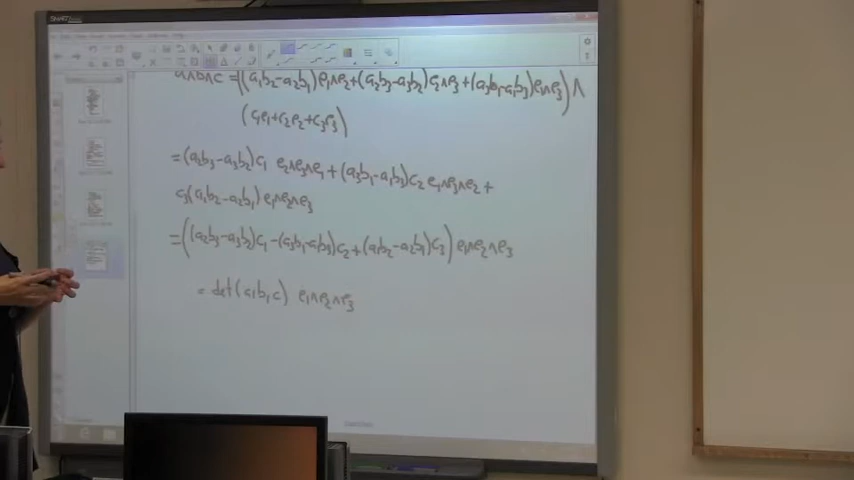 a∧b∧c = ((a₁b₂-a₂b₁)e₁∧e₂+(a₂b₃-a₃b₂)e₂∧e₃+(a₃b₁-a₁b₃)e₁∧e₃) ∧
(c₁e₁+c₂e₂+c₃e₃)
=(a₂b₃-a₃b₂)c₁ e₂∧e₃∧e₁+(a₃b₁-a₁b₃)c₂ e₁∧e₃∧e₂+
c₃(a₁b₂-a₂b₁)e₁∧e₂∧e₃
=((a₂b₃-a₃b₂)c₁-(a₃b₁-a₁b₃)c₂+(a₁b₂-a₂b₁)c₃)e₁∧e₂∧e₃
= det(a,b,c) e₁∧e₂∧e₃